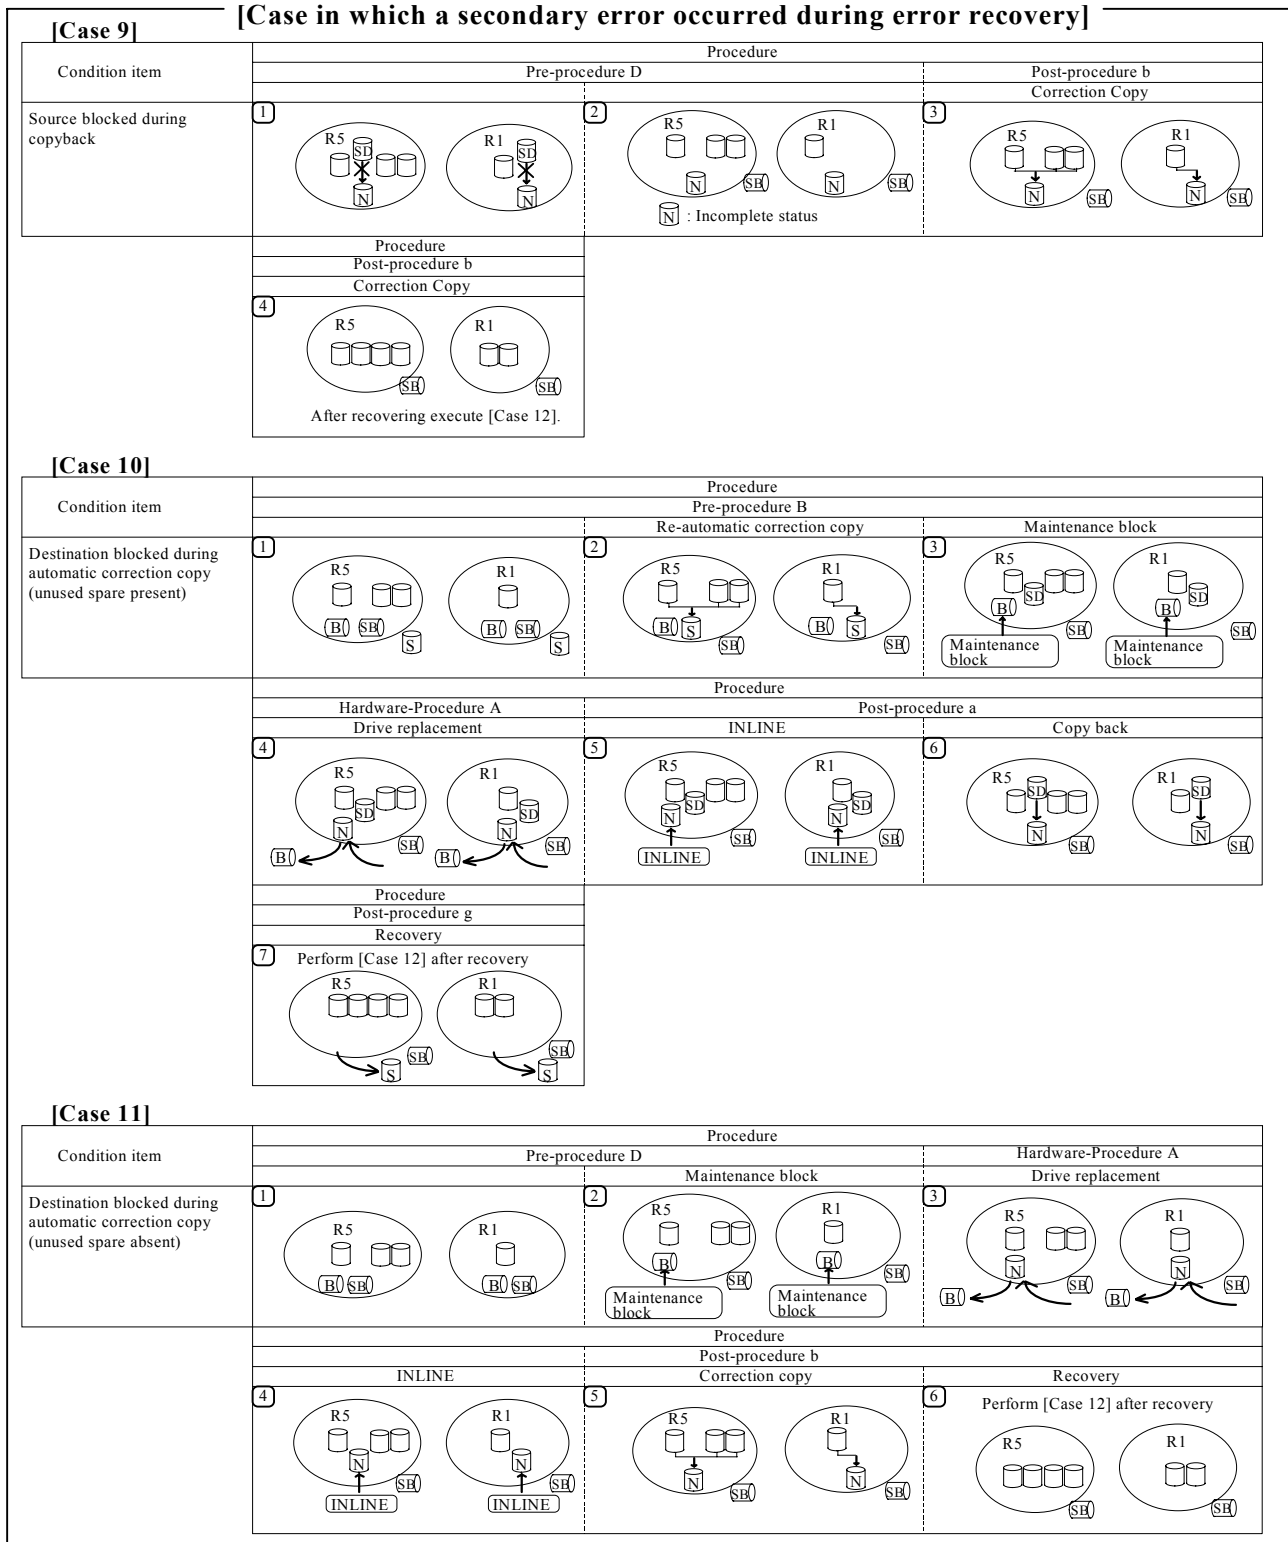 [Case in which a secondary error occurred during error recovery]
[Case 9]
Condition item
Procedure
Pre-procedure D
Post-procedure b
Correction Copy
Source blocked during
copyback
1
R5
SD
N
R1
SD
N
2
R5
N
SB
R1
N
SB
N : Incomplete status
3
R5
N
SB
R1
N
SB
Procedure
Post-procedure b
Correction Copy
4
R5
SB
R1
SB
After recovering execute [Case 12].
[Case 10]
Condition item
Procedure
Pre-procedure B
Re-automatic correction copy
Maintenance block
Destination blocked during
automatic correction copy
(unused spare present)
1
R5
B
SB
S
R1
B
SB
S
2
R5
B
S
SB
R1
B
S
SB
3
R5
SD
B
SB
Maintenance
block
R1
SD
B
SB
Maintenance
block
Procedure
Hardware-Procedure A
Post-procedure a
Drive replacement
INLINE
Copy back
4
R5
SD
N
SB
B
R1
SD
N
SB
B
5
R5
SD
N
SB
INLINE
R1
SD
N
SB
INLINE
6
R5
SD
N
SB
R1
SD
N
SB
Procedure
Post-procedure g
Recovery
7
Perform [Case 12] after recovery
R5
SB
S
R1
SB
S
[Case 11]
Condition item
Procedure
Pre-procedure D
Hardware-Procedure A
Maintenance block
Drive replacement
Destination blocked during
automatic correction copy
(unused spare absent)
1
R5
B
SB
R1
B
SB
2
R5
B
SB
Maintenance
block
R1
B
SB
Maintenance
block
3
R5
N
SB
B
R1
N
SB
B
Procedure
Post-procedure b
INLINE
Correction copy
Recovery
4
R5
N
SB
INLINE
R1
N
SB
INLINE
5
R5
N
SB
R1
N
SB
6
Perform [Case 12] after recovery
R5
SB
R1
SB